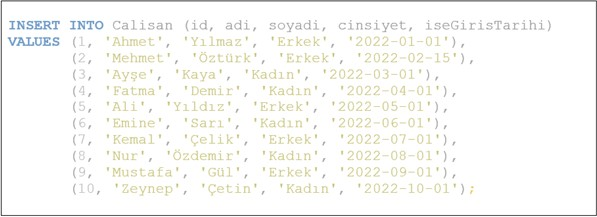 INSERT INTO Calisan (id, adi, soyadi, cinsiyet, iseGirisTarihi)
VALUES (1, 'Ahmet', 'Yılmaz', 'Erkek', '2022-01-01'),
(2, 'Mehmet', 'Öztürk', 'Erkek', '2022-02-15'),
(3, 'Ayşe', 'Kaya', 'Kadın', '2022-03-01'),
(4, 'Fatma', 'Demir', 'Kadın', '2022-04-01'),
(5, 'Ali', 'Yıldız', 'Erkek', '2022-05-01'),
(6, 'Emine', 'Sarı', 'Kadın', '2022-06-01'),
(7, 'Kemal', 'Çelik', 'Erkek', '2022-07-01'),
(8, 'Nur', 'Özdemir', 'Kadın', '2022-08-01'),
(9, 'Mustafa', 'Gül', 'Erkek', '2022-09-01'),
(10, 'Zeynep', 'Çetin', 'Kadın', '2022-10-01');